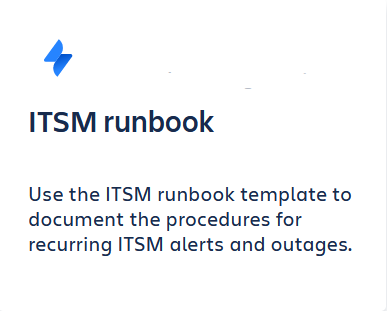 ITSM runbook
Use the ITSM runbook template to
document the procedures for
recurring ITSM alerts and outages.